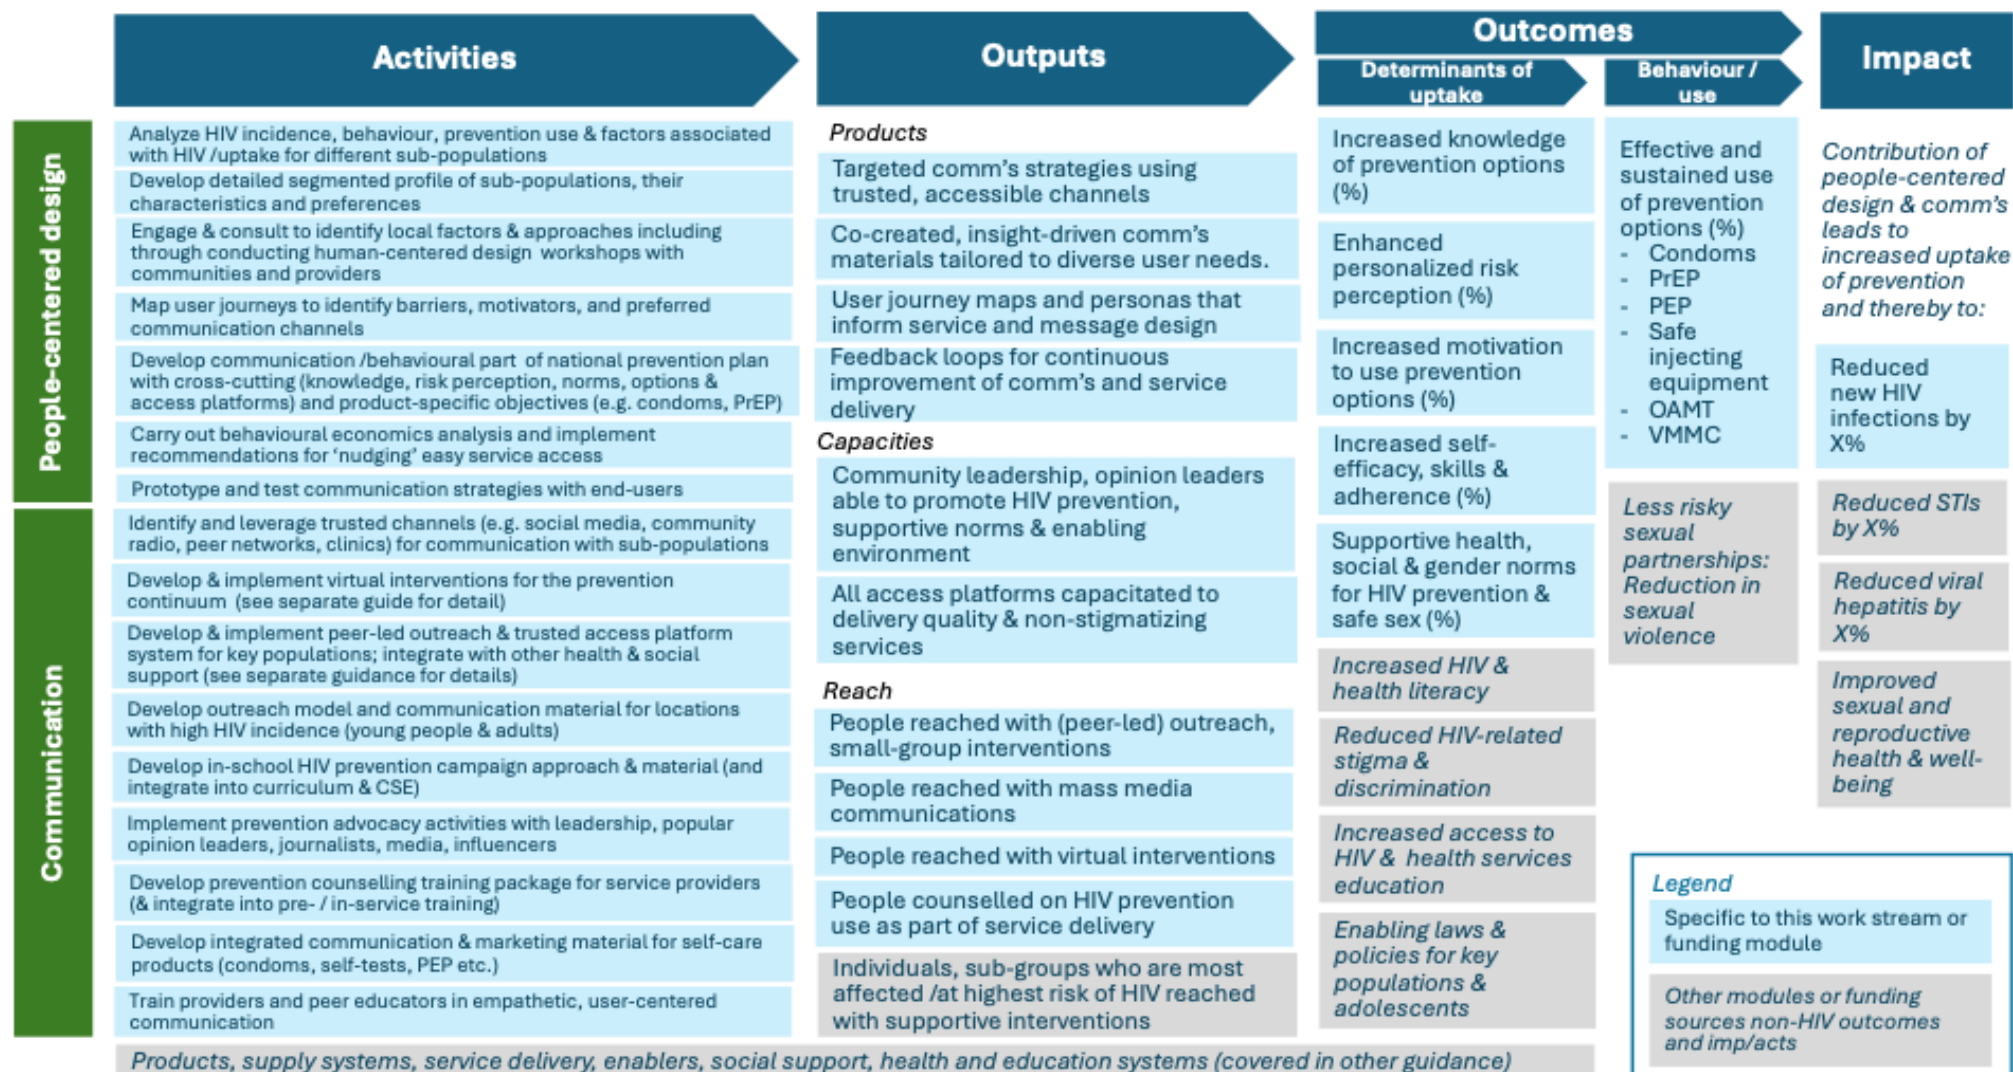 Activities
Outputs
Outcomes
Determinants of
uptake
Behaviour /
use
Impact
People-centered design
Analyze HIV incidence, behaviour, prevention use & factors associated
with HIV /uptake for different sub-populations
Develop detailed segmented profile of sub-populations, their
characteristics and preferences
Engage & consult to identify local factors & approaches including
through conducting human-centered design workshops with
communities and providers
Map user journeys to identify barriers, motivators, and preferred
communication channels
Develop communication /behavioural part of national prevention plan
with cross-cutting (knowledge, risk perception, norms, options &
access platforms) and product-specific objectives (e.g. condoms, PrEP)
Carry out behavioural economics analysis and implement
recommendations for ‘nudging’ easy service access
Prototype and test communication strategies with end-users
Communication
Identify and leverage trusted channels (e.g. social media, community
radio, peer networks, clinics) for communication with sub-populations
Develop & implement virtual interventions for the prevention
continuum (see separate guide for detail)
Develop & implement peer-led outreach & trusted access platform
system for key populations; integrate with other health & social
support (see separate guidance for details)
Develop outreach model and communication material for locations
with high HIV incidence (young people & adults)
Develop in-school HIV prevention campaign approach & material (and
integrate into curriculum & CSE)
Implement prevention advocacy activities with leadership, popular
opinion leaders, journalists, media, influencers
Develop prevention counselling training package for service providers
(& integrate into pre- / in-service training)
Develop integrated communication & marketing material for self-care
products (condoms, self-tests, PEP etc.)
Train providers and peer educators in empathetic, user-centered
communication
Products
Targeted comm’s strategies using
trusted, accessible channels
Co-created, insight-driven comm’s
materials tailored to diverse user needs.
User journey maps and personas that
inform service and message design
Feedback loops for continuous
improvement of comm’s and service
delivery
Capacities
Community leadership, opinion leaders
able to promote HIV prevention,
supportive norms & enabling
environment
All access platforms capacitated to
delivery quality & non-stigmatizing
services
Reach
People reached with (peer-led) outreach,
small-group interventions
People reached with mass media
communications
People reached with virtual interventions
People counselled on HIV prevention
use as part of service delivery
Individuals, sub-groups who are most
affected /at highest risk of HIV reached
with supportive interventions
Increased knowledge
of prevention options
(%)
Enhanced
personalized risk
perception (%)
Increased motivation
to use prevention
options (%)
Increased self-
efficacy, skills &
adherence (%)
Supportive health,
social & gender norms
for HIV prevention &
safe sex (%)
Increased HIV &
health literacy
Reduced HIV-related
stigma &
discrimination
Increased access to
HIV & health services
education
Enabling laws &
policies for key
populations &
adolescents
Effective and
sustained use
of prevention
options (%)
- Condoms
- PrEP
- PEP
- Safe
injecting
equipment
- OAMT
- VMMC
Less risky
sexual
partnerships:
Reduction in
sexual
violence
Contribution of
people-centered
design & comm’s
leads to
increased uptake
of prevention
and thereby to:
Reduced
new HIV
infections by
X%
Reduced STIs
by X%
Reduced viral
hepatitis by
X%
Improved
sexual and
reproductive
health & well-
being
Legend
Specific to this work stream or
funding module
Other modules or funding
sources non-HIV outcomes
and imp/acts
Products, supply systems, service delivery, enablers, social support, health and education systems (covered in other guidance)